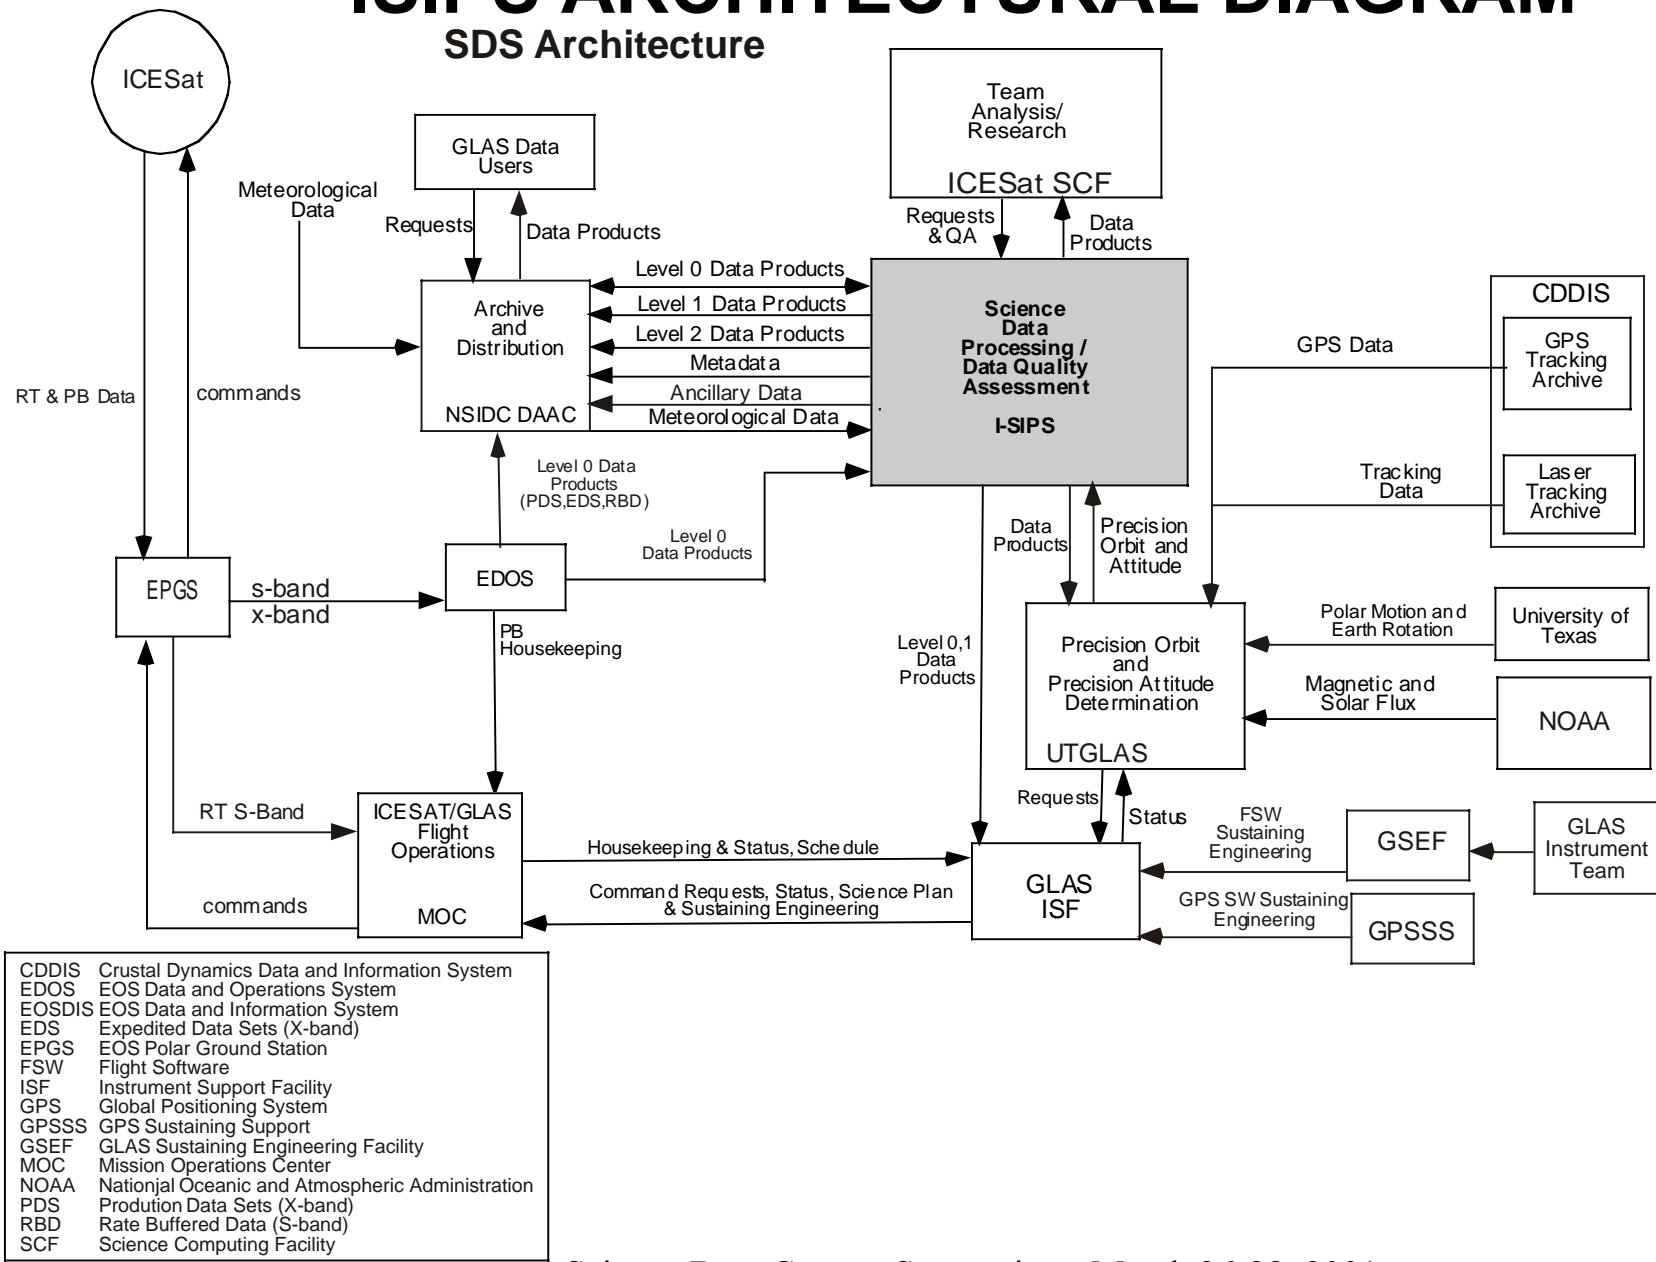 ISIPS ARCHITECTURAL DIAGRAM
SDS Architecture
ICESat
GLAS Data
Users
Team
Analysis/
Research
ICESat SCF
Meteorological
Data
Requests
Data Products
Requests
& QA
Data
Products
Archive
and
Distribution
NSIDC DAAC
Level 0 Data Products
Level 1 Data Products
Level 2 Data Products
Metadata
Ancillary Data
Meteorological Data
Science
Data
Processing /
Data Quality
Assessment
I-SIPS
CDDIS
GPS
Tracking
Archive
GPS Data
Laser
Tracking
Archive
Tracking
Data
RT & PB Data
commands
Level 0 Data
Products
(PDS,EDS,RBD)
Level 0
Data Products
Data
Products
Precision
Orbit and
Attitude
EPGS
s-band
x-band
EDOS
PB
Housekeeping
Level 0,1
Data
Products
Precision Orbit
and
Precision Attitude
Determination
UTGLAS
Polar Motion and
Earth Rotation
University of
Texas
Magnetic and
Solar Flux
NOAA
Requests
Status
RT S-Band
ICESAT/GLAS
Flight
Operations
MOC
commands
Housekeeping & Status, Schedule
Command Requests, Status, Science Plan
& Sustaining Engineering
GLAS
ISF
FSW
Sustaining
Engineering
GSEF
GLAS
Instrument
Team
GPS SW Sustaining
Engineering
GPSSS
CDDIS Crustal Dynamics Data and Information System
EDOS EOS Data and Operations System
EOSDIS EOS Data and Information System
EDS Expedited Data Sets (X-band)
EPGS EOS Polar Ground Station
FSW Flight Software
ISF Instrument Support Facility
GPS Global Positioning System
GPSSS GPS Sustaining Support
GSEF GLAS Sustaining Engineering Facility
MOC Mission Operations Center
NOAA Nationjal Oceanic and Atmospheric Administration
PDS Prodution Data Sets (X-band)
RBD Rate Buffered Data (S-band)
SCF Science Computing Facility